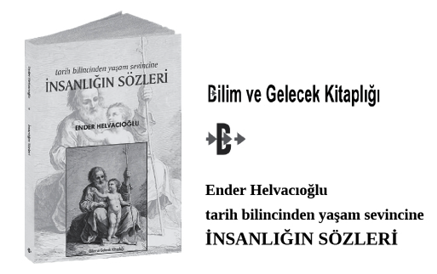 tarih bilincinden yaşam sevincine
İNSANLIĞIN SÖZLERİ
ENDER HELVACIOĞLU
Bilim ve Gelecek Kitaplığı
B
Ender Helvacıoğlu
tarih bilincinden yaşam sevincine
İNSANLIĞIN SÖZLERİ